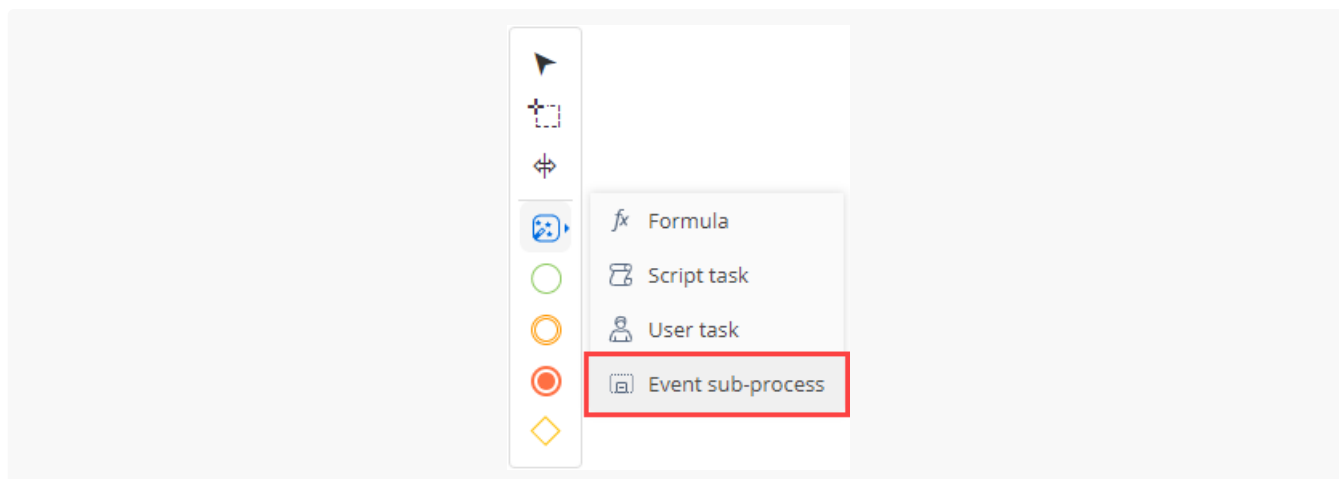 fx Formula
Script task
User task
Event sub-process